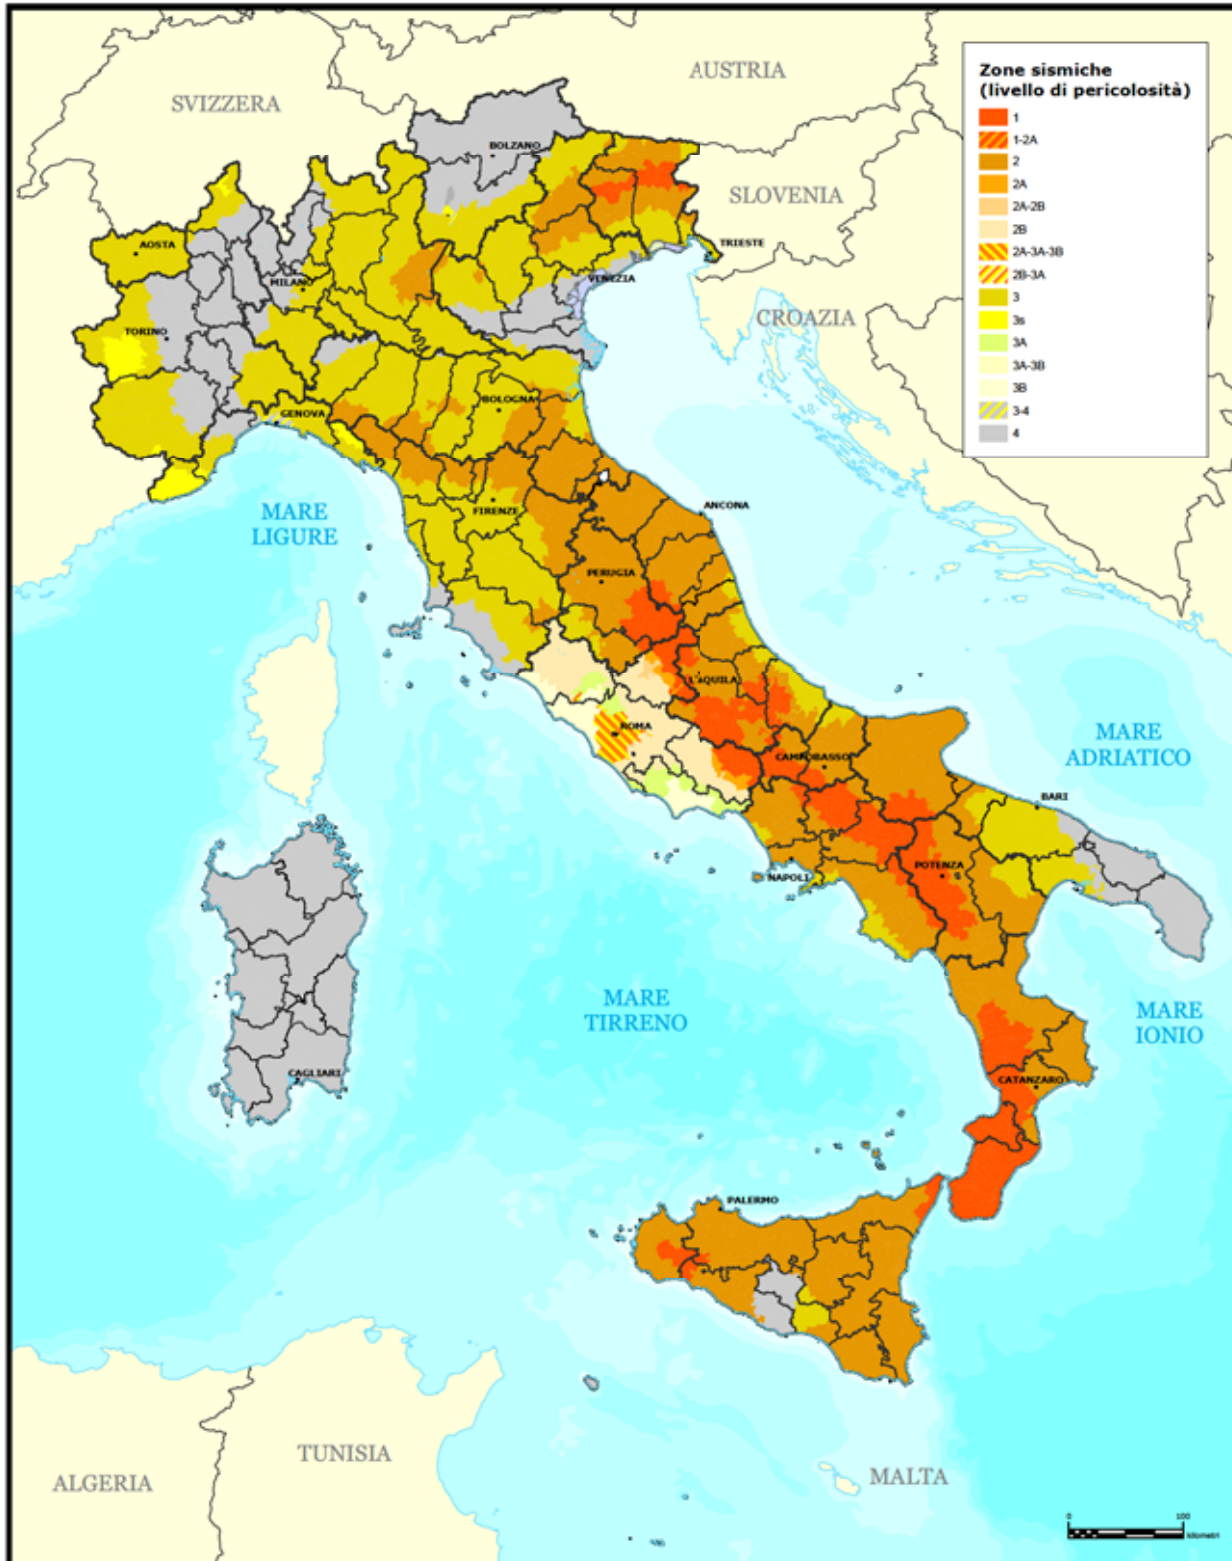 AUSTRIA
SVIZZERA
Zone sismiche
(livello di pericolosità)
1
1-2A
2
2A
2A-2B
2B
2A-3A-3B
2B-3A
3
3s
3A
3A-3B
3B
3-4
4
BOLZANO
SLOVENIA
AOSTA
TRIESTE
MILANO
VENEZIA
CROAZIA
TORINO
BOLOGNA
GENOVA
ANCONA
FIRENZE
MARE
LIGURE
PERUGIA
L'AQUILA
ROMA
MARE
ADRIATICO
CAMPOBASSO
BARI
POTENZA
NAPOLI
MARE
TIRRENO
MARE
IONIO
CAGLIARI
CATANZARO
PALERMO
TUNISIA
ALGERIA
MALTA
0 100
kilometri